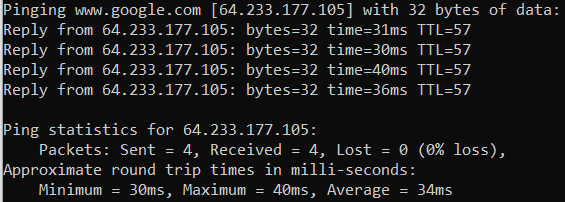 Pinging www.google.com [64.233.177.105] with 32 bytes of data:
Reply from 64.233.177.105: bytes=32 time=31ms TTL=57
Reply from 64.233.177.105: bytes=32 time=30ms TTL=57
Reply from 64.233.177.105: bytes=32 time=40ms TTL=57
Reply from 64.233.177.105: bytes=32 time=36ms TTL=57
Ping statistics for 64.233.177.105:
    Packets: Sent = 4, Received = 4, Lost = 0 (0% loss),
Approximate round trip times in milli-seconds:
    Minimum = 30ms, Maximum = 40ms, Average = 34ms